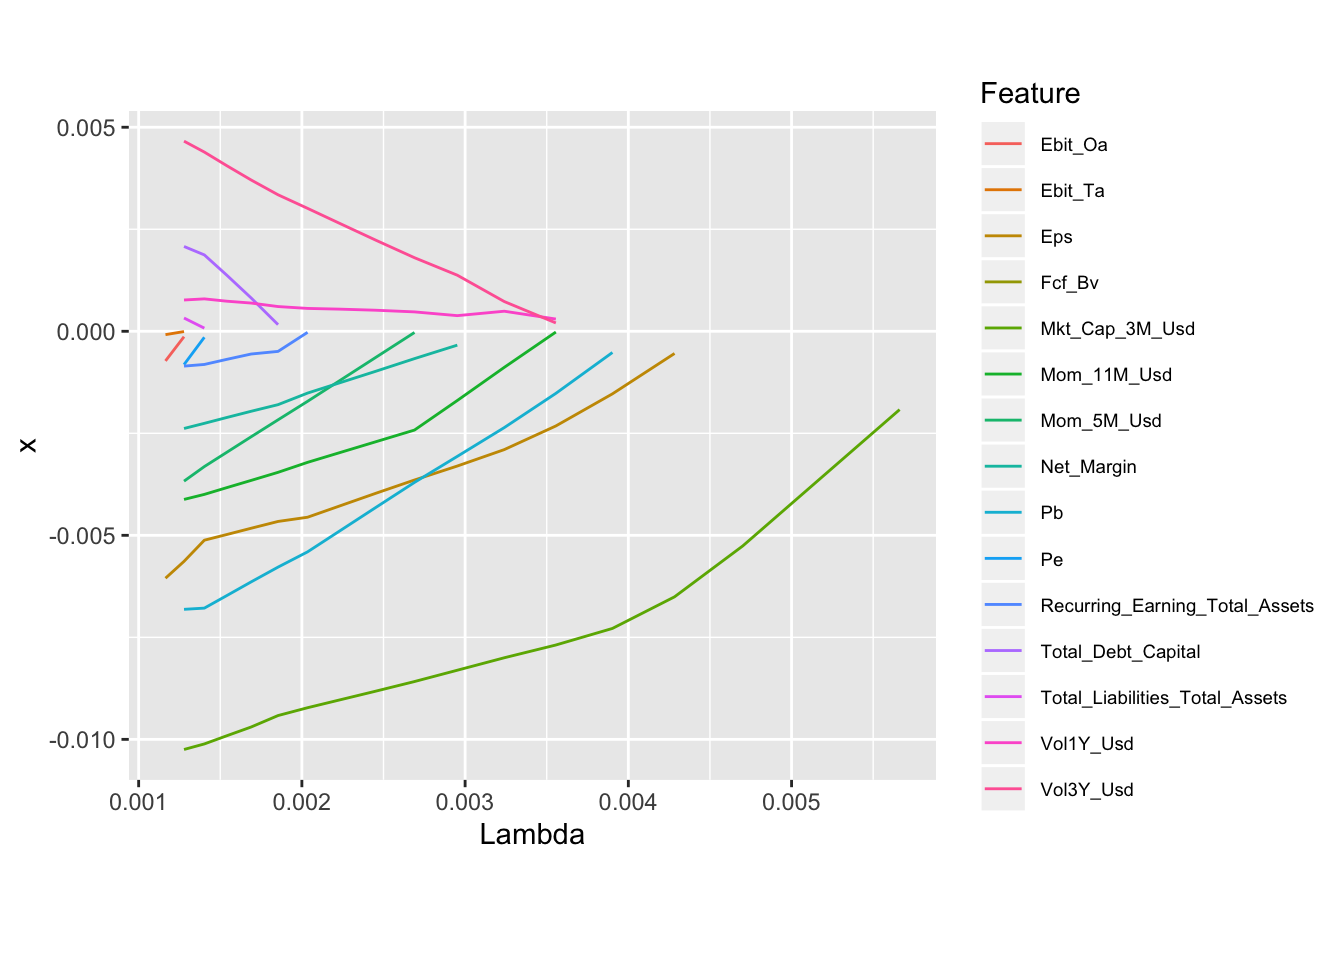 Feature
0.005
0.000
-0.005
-0.010
x
0.001 0.002 0.003 0.004 0.005
Lambda
Ebit_Oa
Ebit_Ta
Eps
Fcf_Bv
Mkt_Cap_3M_Usd
Mom_11M_Usd
Mom_5M_Usd
Net_Margin
Pb
Pe
Recurring_Earning_Total_Assets
Total_Debt_Capital
Total_Liabilities_Total_Assets
Vol1Y_Usd
Vol3Y_Usd